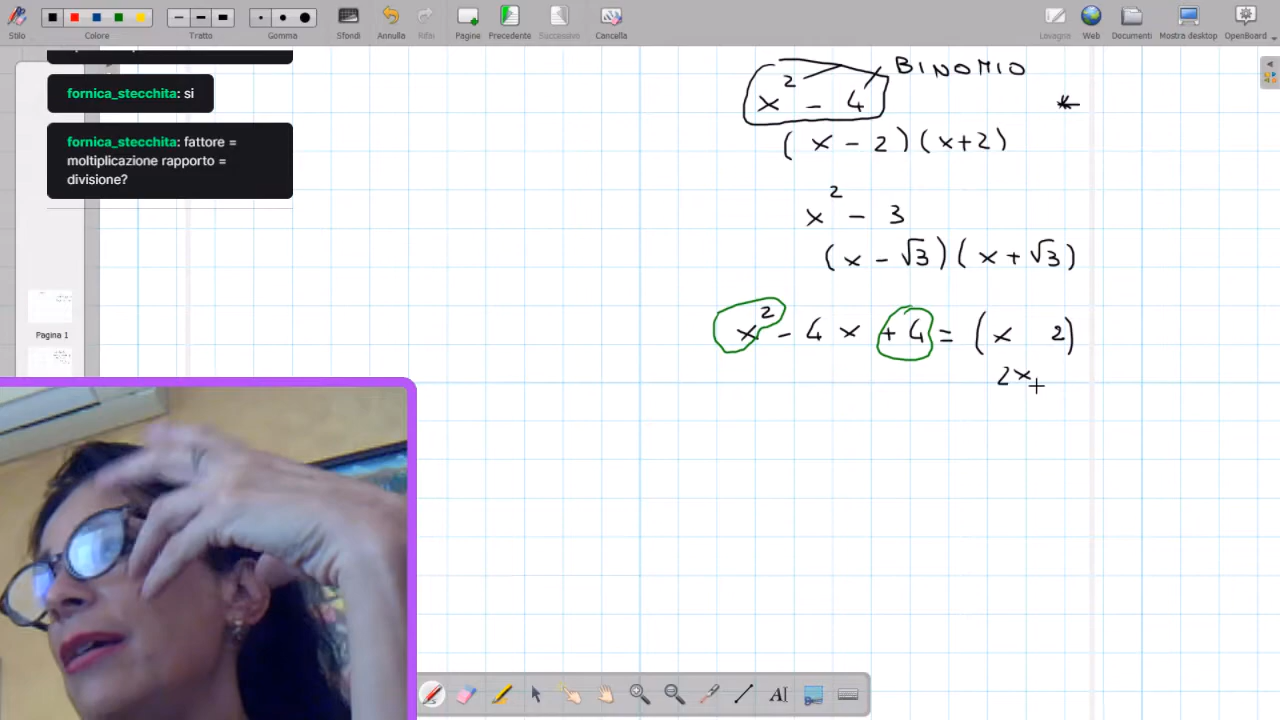 Stilo
Colore
Tratto
Gomma
Sfondi
Annulla
Rifai
Pagine
Precedente
Successivo
Cancella
Lavagna
Web
Documenti
Mostra desktop
OpenBoard
fornica_stecchita: si
fornica_stecchita: fattore =
moltiplicazione rapporto =
divisione?
Pagina 1
x² - 4 BINOMIO
(x - 2)(x+2)
x² - 3
(x - √3)(x + √3)
x² - 4x + 4 = (x 2)
2x
AI